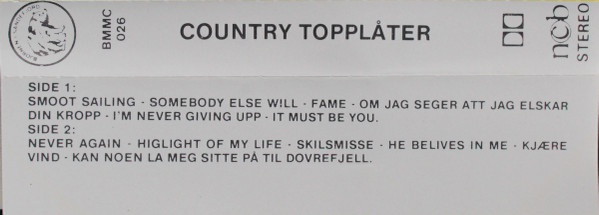 BMMC
026
COUNTRY TOPPLÅTER
ncb
STEREO
SIDE 1:
SMOOT SAILING · SOMEBODY ELSE W!LL · FAME · OM JAG SEGER ATT JAG ELSKAR
DIN KROPP · I'M NEVER GIVING UPP · IT MUST BE YOU.
SIDE 2:
NEVER AGAIN · HIGLIGHT OF MY LIFE · SKILSMISSE · HE BELIVES IN ME · KJÆRE
VIND · KAN NOEN LA MEG SITTE PÅ TIL DOVREFJELL.